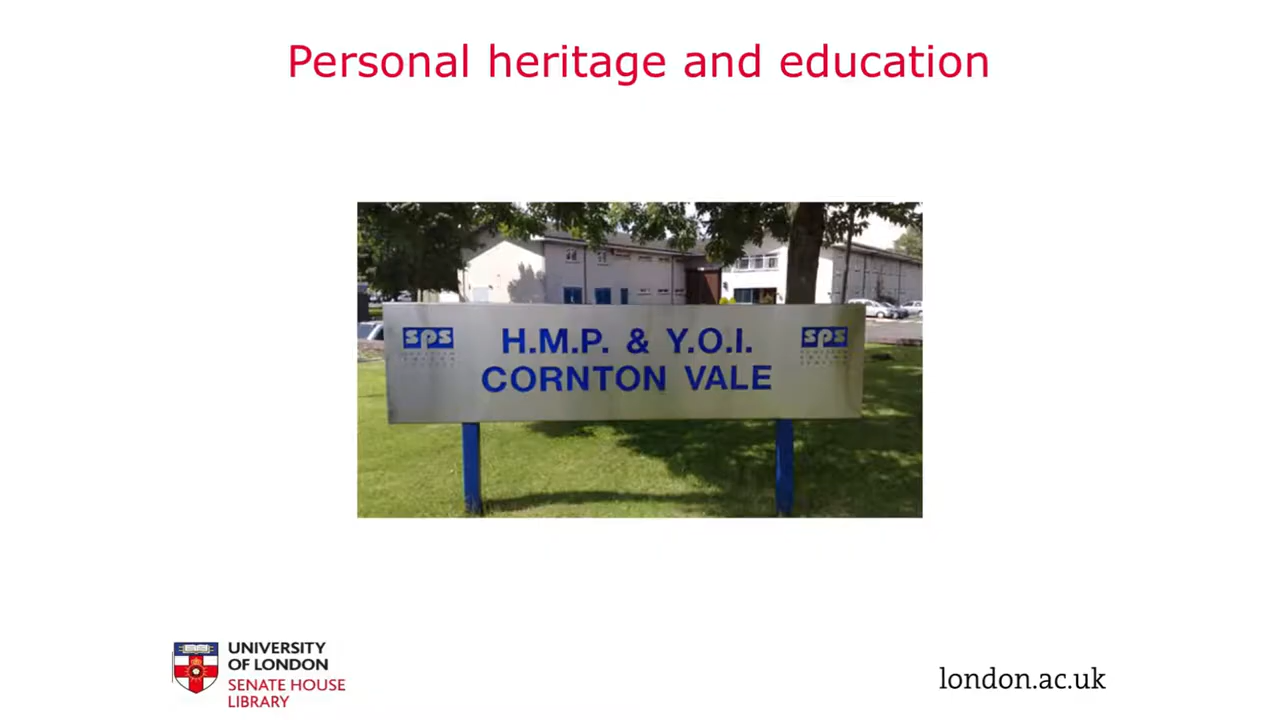 Personal heritage and education
sps
H.M.P. & Y.O.I.
sps
CORNTON VALE
UNIVERSITY
OF LONDON
SENATE HOUSE
LIBRARY
london.ac.uk